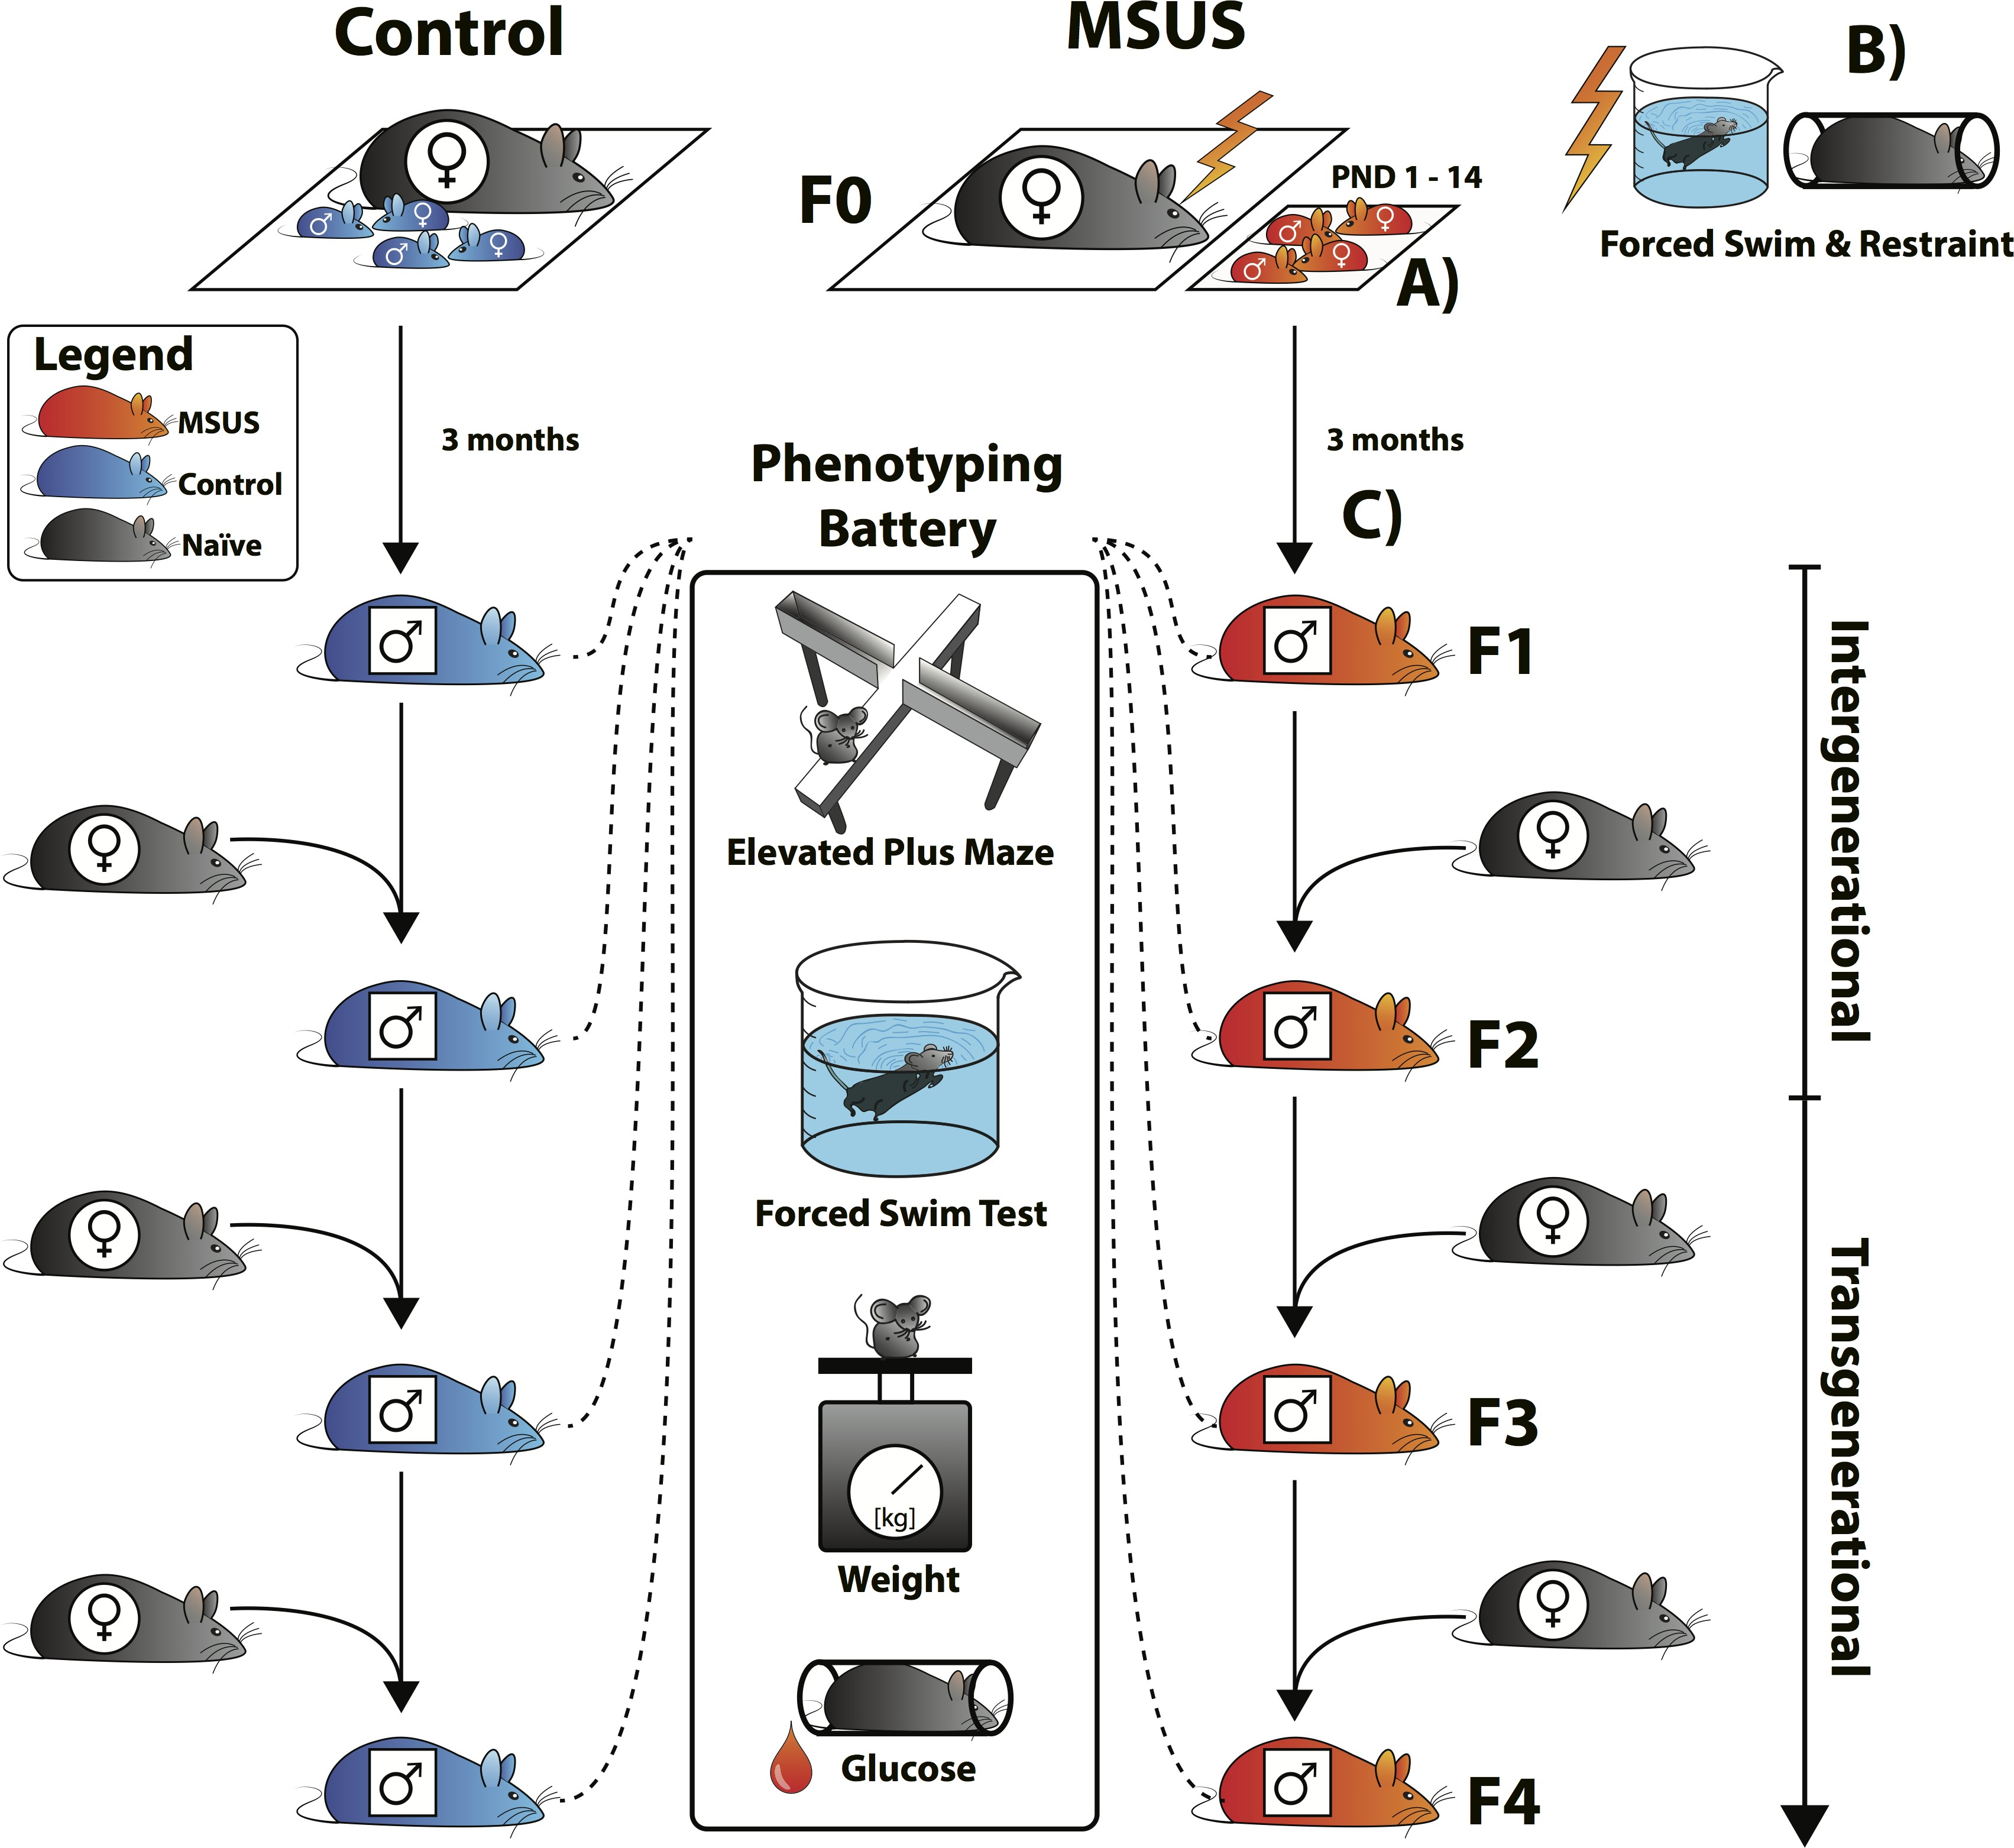 Control
MSUS
B)
F0
PND 1 - 14
A)
Forced Swim & Restraint
Legend
MSUS
Control
Naïve
3 months
3 months
Phenotyping
Battery
C)
F1
Intergenerational
Elevated Plus Maze
F2
Forced Swim Test
Transgenerational
F3
[kg]
Weight
Glucose
F4